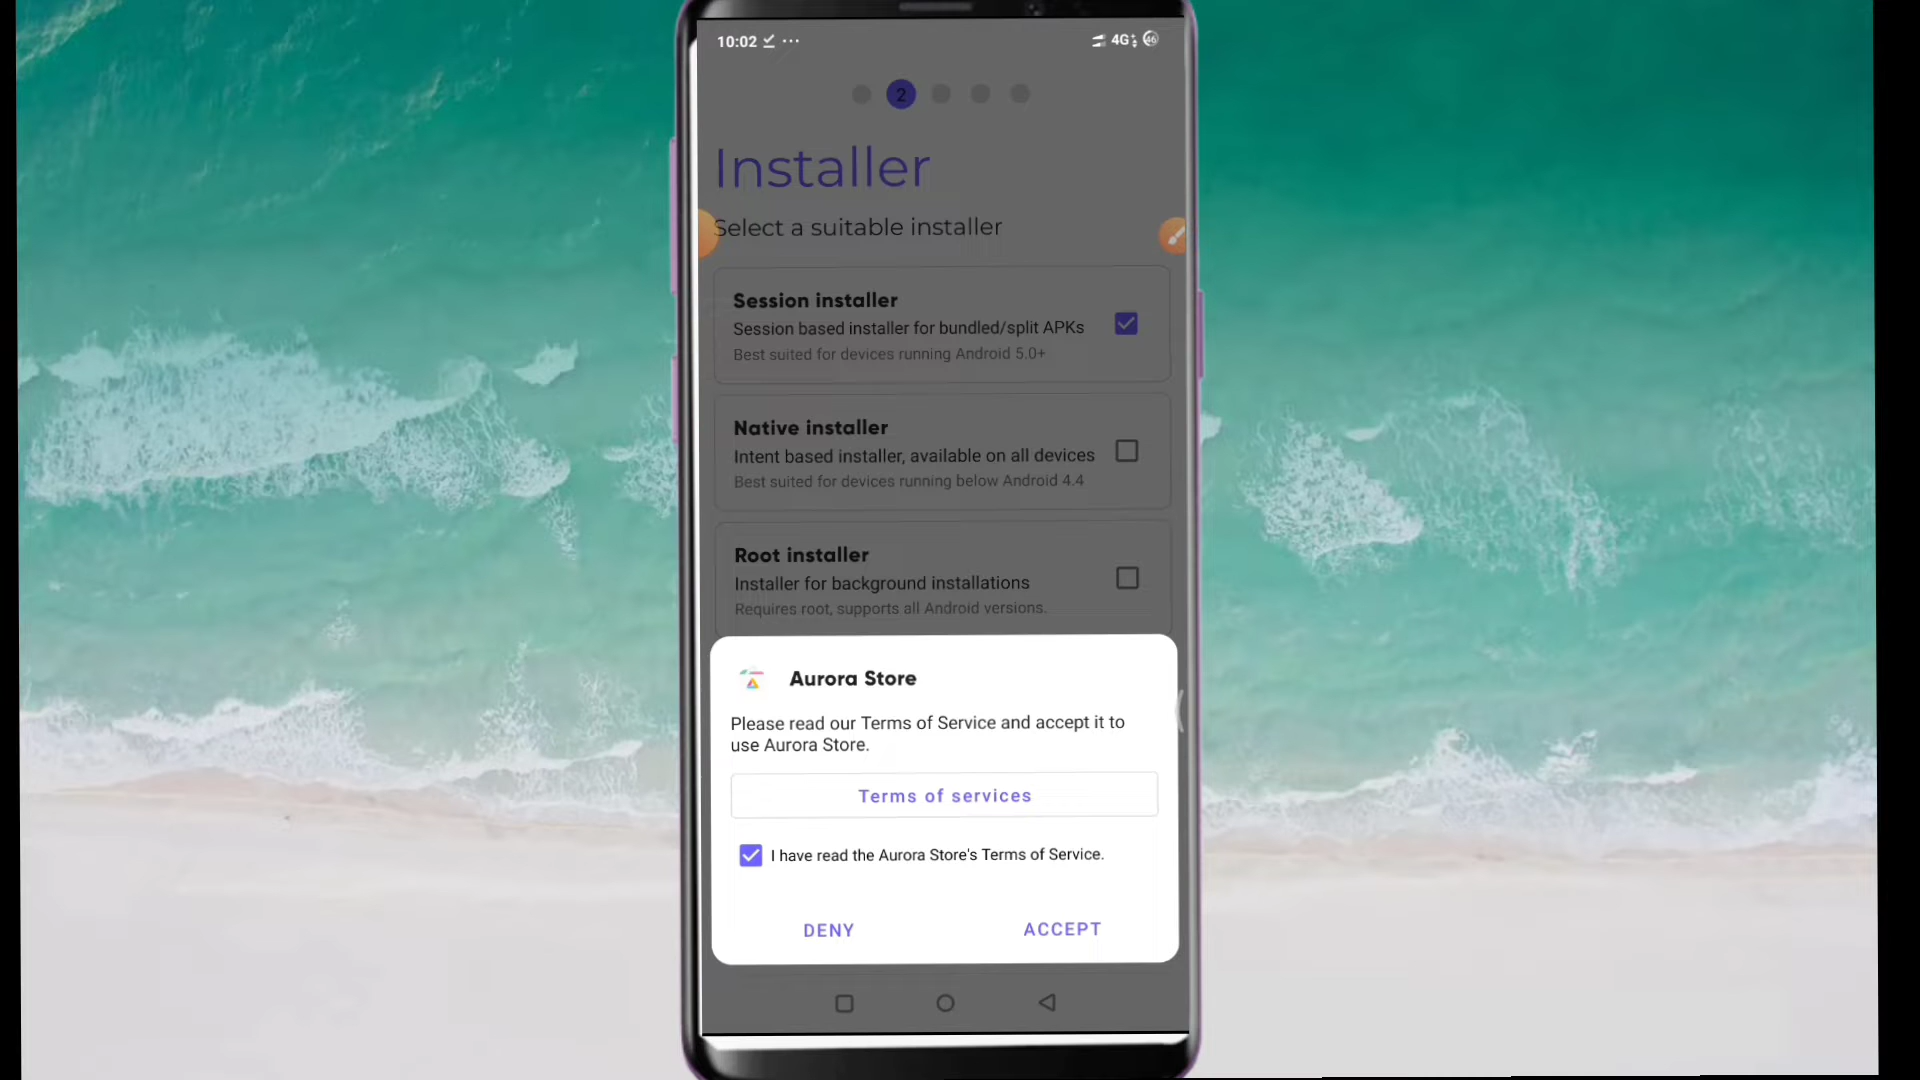 10:02
4G+
46
2
Installer
Select a suitable installer
Session installer
Session based installer for bundled/split APKs
Best suited for devices running Android 5.0+
Native installer
Intent based installer, available on all devices
Best suited for devices running below Android 4.4
Root installer
Installer for background installations
Requires root, supports all Android versions.
Aurora Store
Please read our Terms of Service and accept it to
use Aurora Store.
Terms of services
I have read the Aurora Store's Terms of Service.
DENY
ACCEPT